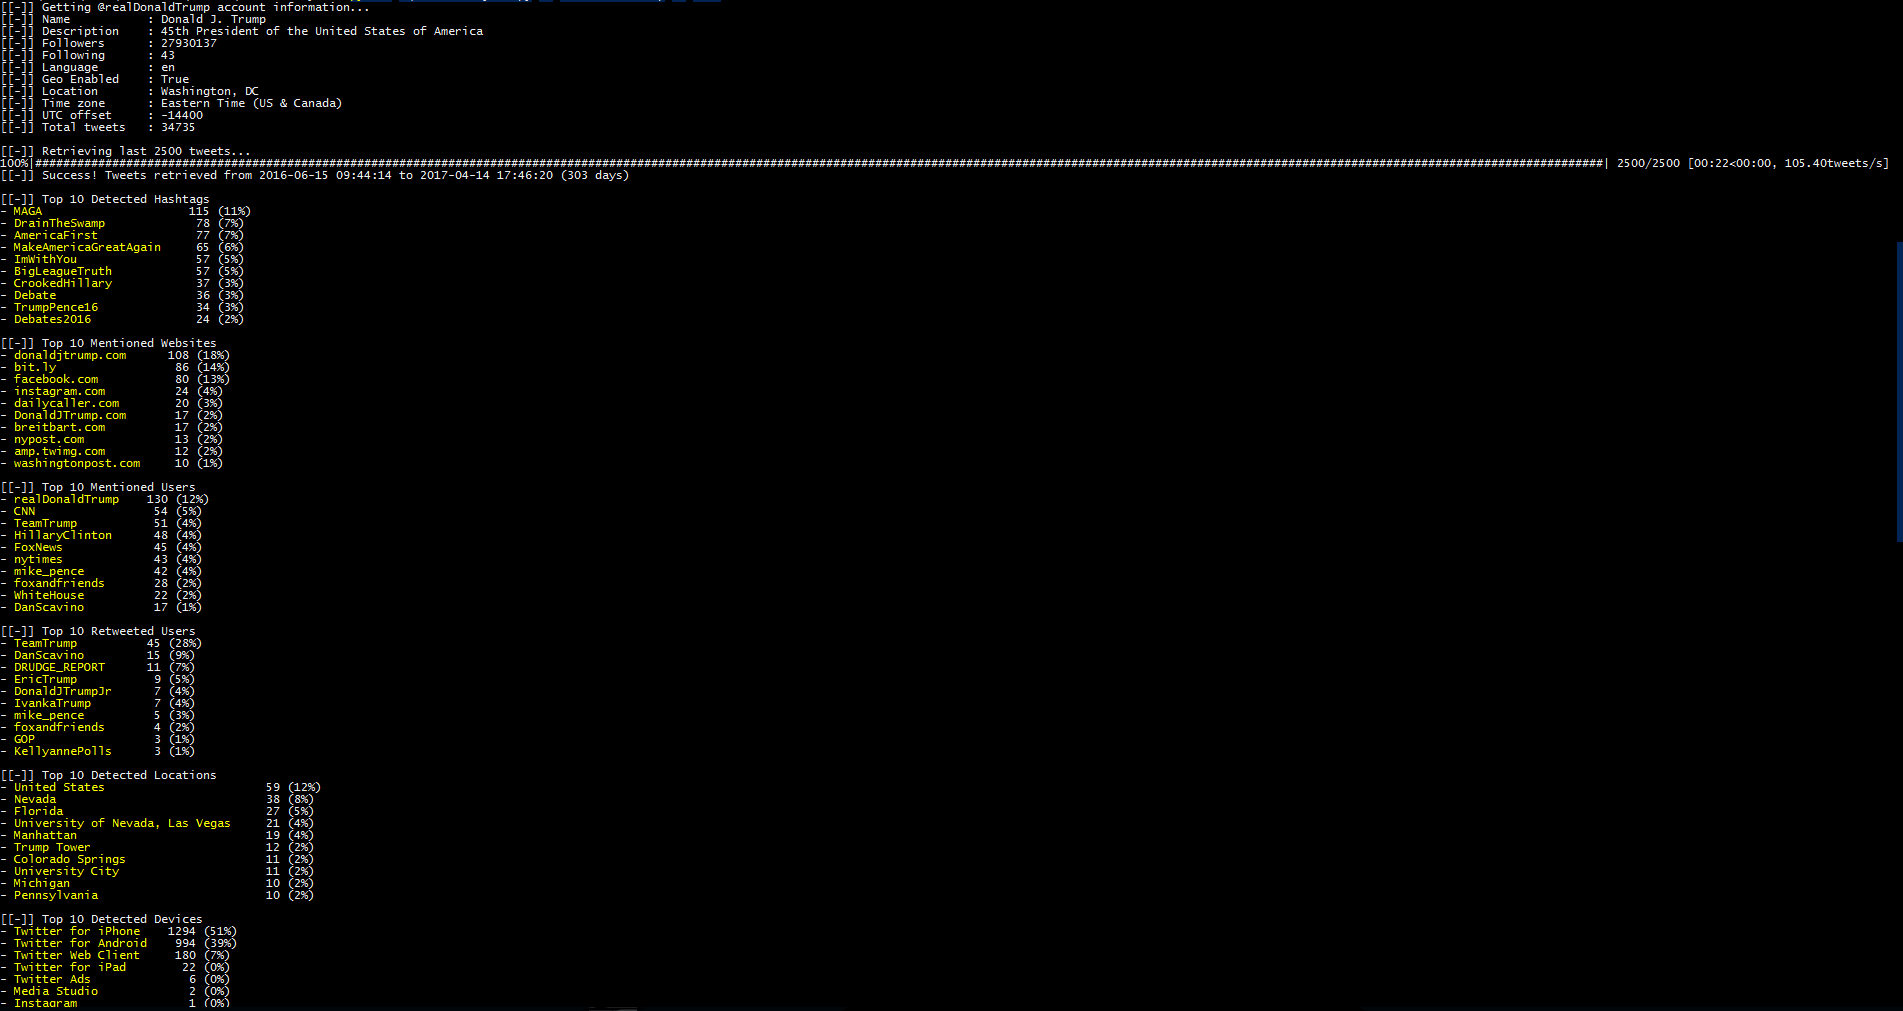 [[-]] Getting @realDonaldTrump account information...
[[-]] Name : Donald J. Trump
[[-]] Description : 45th President of the United States of America
[[-]] Followers : 27930137
[[-]] Following : 43
[[-]] Language : en
[[-]] Geo Enabled : True
[[-]] Location : Washington, DC
[[-]] Time zone : Eastern Time (US & Canada)
[[-]] UTC offset : -14400
[[-]] Total tweets : 34735
[[-]] Retrieving last 2500 tweets...
100%|################################################################################################################################################################################################################################| 2500/2500 [00:22<00:00, 105.40tweets/s]
[[-]] Success! Tweets retrieved from 2016-06-15 09:44:14 to 2017-04-14 17:46:20 (303 days)
[[-]] Top 10 Detected Hashtags
- MAGA 115 (11%)
- DrainTheSwamp 78 (7%)
- AmericaFirst 77 (7%)
- MakeAmericaGreatAgain 65 (6%)
- ImWithYou 57 (5%)
- BigLeagueTruth 57 (5%)
- CrookedHillary 37 (3%)
- Debate 36 (3%)
- TrumpPence16 34 (3%)
- Debates2016 24 (2%)
[[-]] Top 10 Mentioned Websites
- donaldjtrump.com 108 (18%)
- bit.ly 86 (14%)
- facebook.com 80 (13%)
- instagram.com 24 (4%)
- dailycaller.com 20 (3%)
- DonaldJTrump.com 17 (2%)
- breitbart.com 17 (2%)
- nypost.com 13 (2%)
- amp.twimg.com 12 (2%)
- washingtonpost.com 10 (1%)
[[-]] Top 10 Mentioned Users
- realDonaldTrump 130 (12%)
- CNN 54 (5%)
- TeamTrump 51 (4%)
- HillaryClinton 48 (4%)
- FoxNews 45 (4%)
- nytimes 43 (4%)
- mike_pence 42 (4%)
- foxandfriends 28 (2%)
- WhiteHouse 22 (2%)
- DanScavino 17 (1%)
[[-]] Top 10 Retweeted Users
- TeamTrump 45 (28%)
- DanScavino 15 (9%)
- DRUDGE_REPORT 11 (7%)
- EricTrump 9 (5%)
- DonaldJTrumpJr 7 (4%)
- IvankaTrump 7 (4%)
- mike_pence 5 (3%)
- foxandfriends 4 (2%)
- GOP 3 (1%)
- KellyannePolls 3 (1%)
[[-]] Top 10 Detected Locations
- United States 59 (12%)
- Nevada 38 (8%)
- Florida 27 (5%)
- University of Nevada, Las Vegas 21 (4%)
- Manhattan 19 (4%)
- Trump Tower 12 (2%)
- Colorado Springs 11 (2%)
- University City 11 (2%)
- Michigan 10 (2%)
- Pennsylvania 10 (2%)
[[-]] Top 10 Detected Devices
- Twitter for iPhone 1294 (51%)
- Twitter for Android 994 (39%)
- Twitter Web Client 180 (7%)
- Twitter for iPad 22 (0%)
- Twitter Ads 6 (0%)
- Media Studio 2 (0%)
- Instagram 1 (0%)